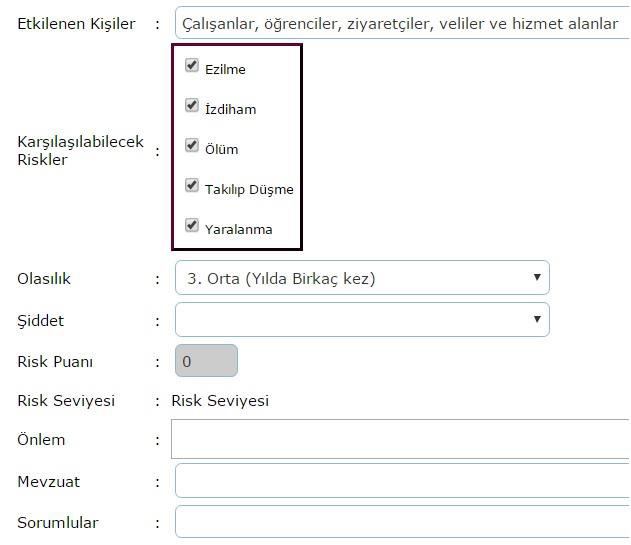 Etkilenen Kişiler : Çalışanlar, öğrenciler, ziyaretçiler, veliler ve hizmet alanlar
Karşılaşılabilecek Riskler :
Ezilme
İzdiham
Ölüm
Takılıp Düşme
Yaralanma
Olasılık : 3. Orta (Yılda Birkaç kez)
Şiddet :
Risk Puanı : 0
Risk Seviyesi : Risk Seviyesi
Önlem :
Mevzuat :
Sorumlular :